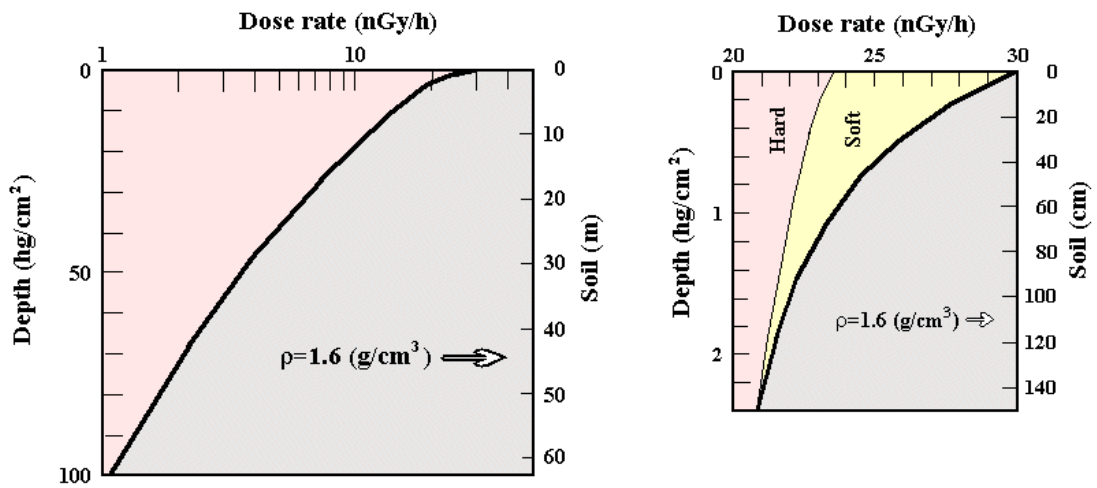 Dose rate (nGy/h)
1 10
0
50
100
Depth (hg/cm²)
0
10
20
30
40
50
60
Soil (m)
ρ=1.6 (g/cm³)
Dose rate (nGy/h)
20 25 30
0
1
2
Depth (hg/cm²)
Hard
Soft
0
20
40
60
80
100
120
140
Soil (cm)
ρ=1.6 (g/cm³)